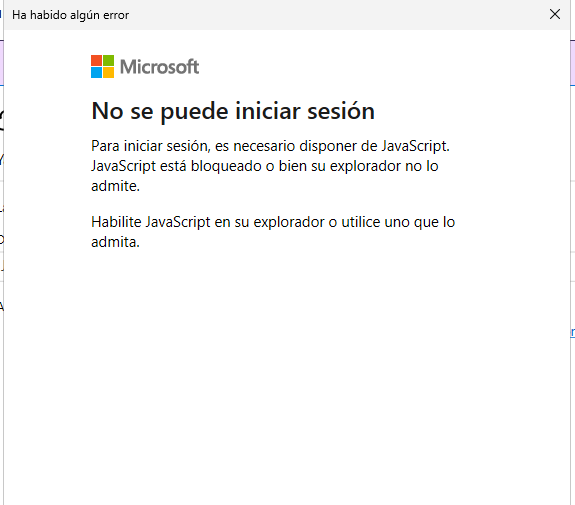 Ha habido algún error
Microsoft
No se puede iniciar sesión
Para iniciar sesión, es necesario disponer de JavaScript.
JavaScript está bloqueado o bien su explorador no lo
admite.
Habilite JavaScript en su explorador o utilice uno que lo
admita.